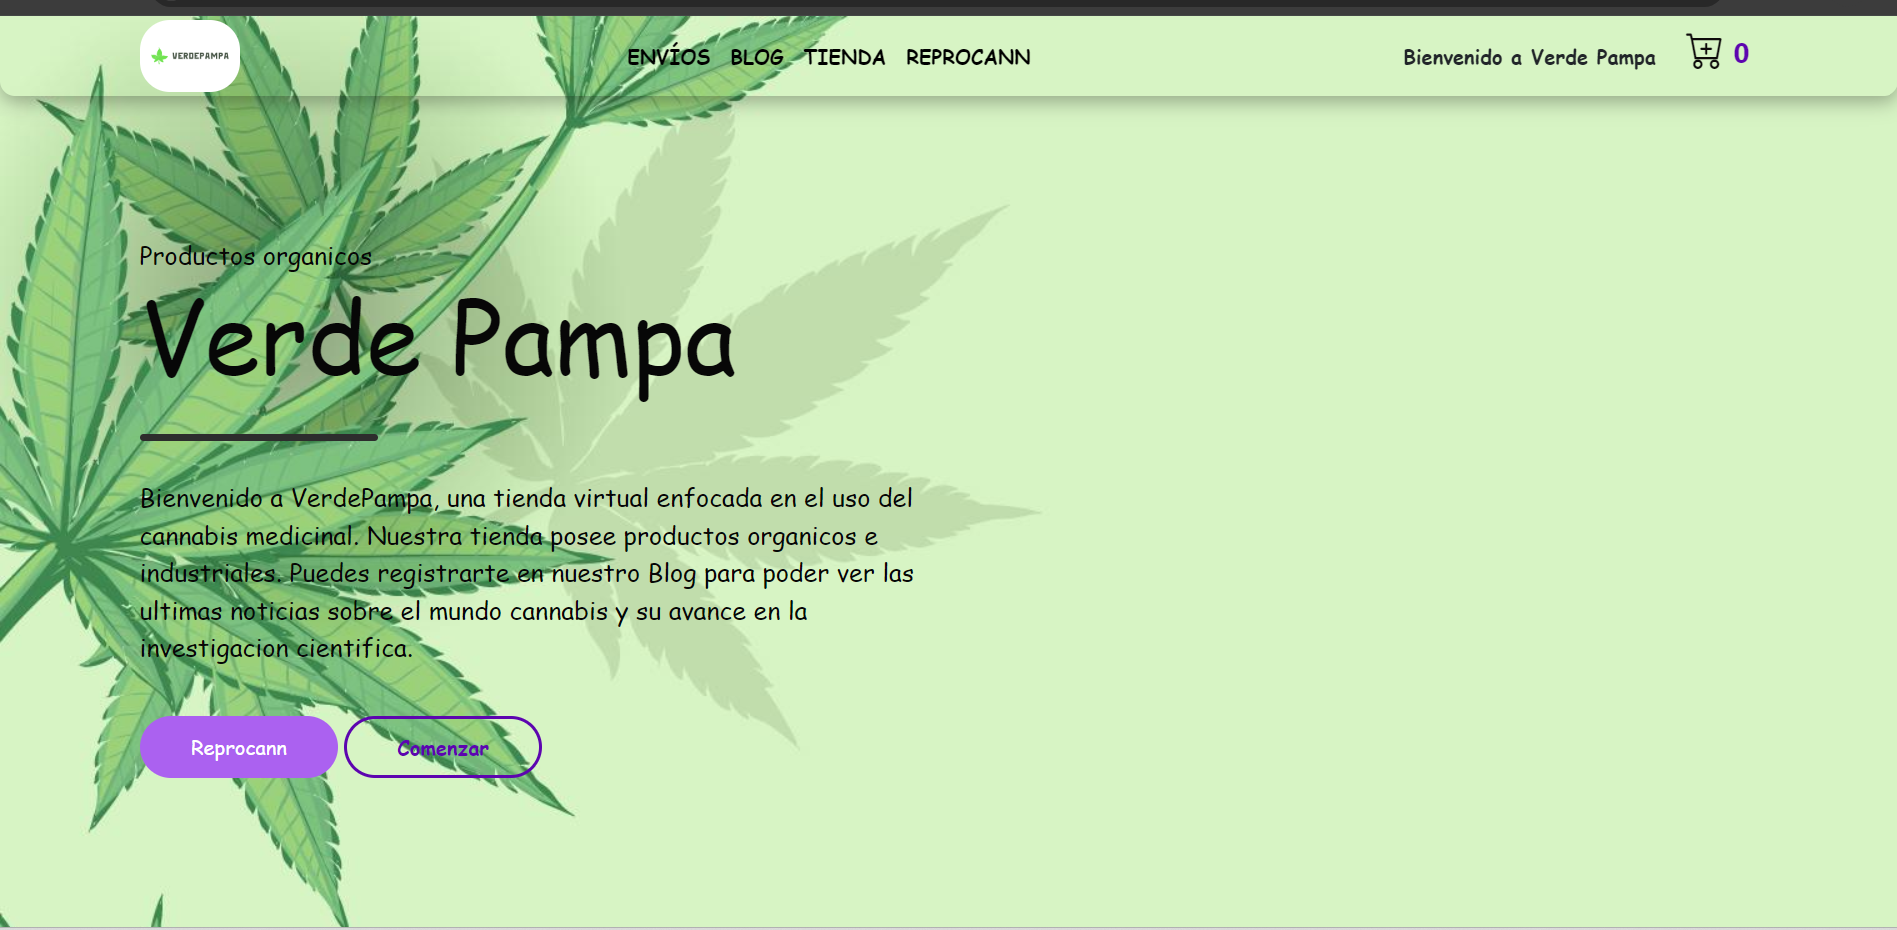 VERDEPAMPA
ENVÍOS BLOG TIENDA REPROCANN
Bienvenido a Verde Pampa
0
Productos organicos
Verde Pampa
Bienvenido a VerdePampa, una tienda virtual enfocada en el uso del
cannabis medicinal. Nuestra tienda posee productos organicos e
industriales. Puedes registrarte en nuestro Blog para poder ver las
ultimas noticias sobre el mundo cannabis y su avance en la
investigacion cientifica.
Reprocann
Comenzar